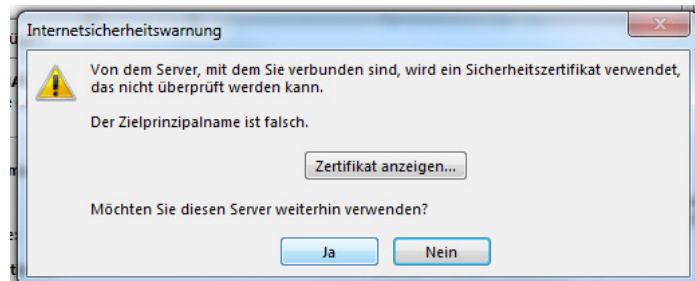 Internetsicherheitswarnung
Von dem Server, mit dem Sie verbunden sind, wird ein Sicherheitszertifikat verwendet,
das nicht überprüft werden kann.
Der Zielprinzipalname ist falsch.
Zertifikat anzeigen...
Möchten Sie diesen Server weiterhin verwenden?
Ja
Nein